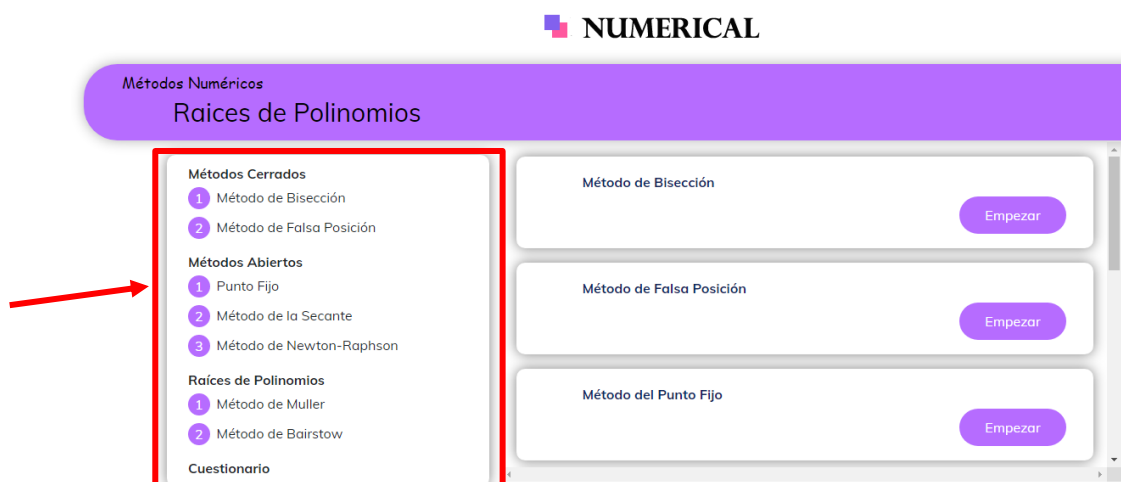 NUMERICAL
Métodos Numéricos
Raices de Polinomios
Métodos Cerrados
1 Método de Bisección
2 Método de Falsa Posición
Métodos Abiertos
1 Punto Fijo
2 Método de la Secante
3 Método de Newton-Raphson
Raíces de Polinomios
1 Método de Muller
2 Método de Bairstow
Cuestionario
Método de Bisección
Empezar
Método de Falsa Posición
Empezar
Método del Punto Fijo
Empezar